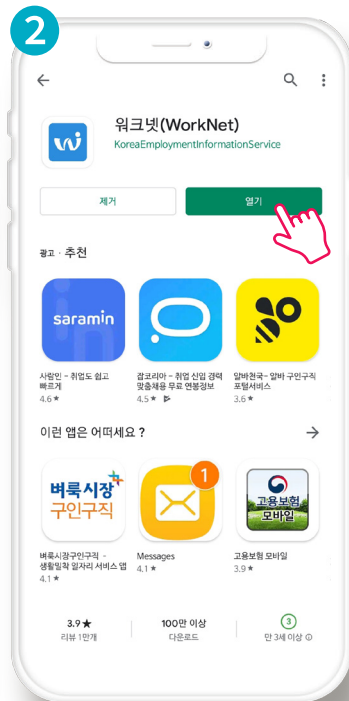 2
워크넷(WorkNet)
KoreaEmploymentInformationService
제거
열기
광고 · 추천
saramin
사람인 - 취업도 쉽고
빠르게
4.6★
잡코리아 - 취업 신입 경력
맞춤채용 무료 연봉정보
4.5★
알바천국- 알바 구인구직
포털서비스
3.6★
이런 앱은 어떠세요 ?
벼룩시장
구인구직
1
고용보험
모바일
벼룩시장구인구직 -
생활밀착 일자리 서비스 앱
4.1★
Messages
4.1★
고용보험 모바일
3.9★
3.9★
리뷰 1만개
100만 이상
다운로드
3
만 3세 이상